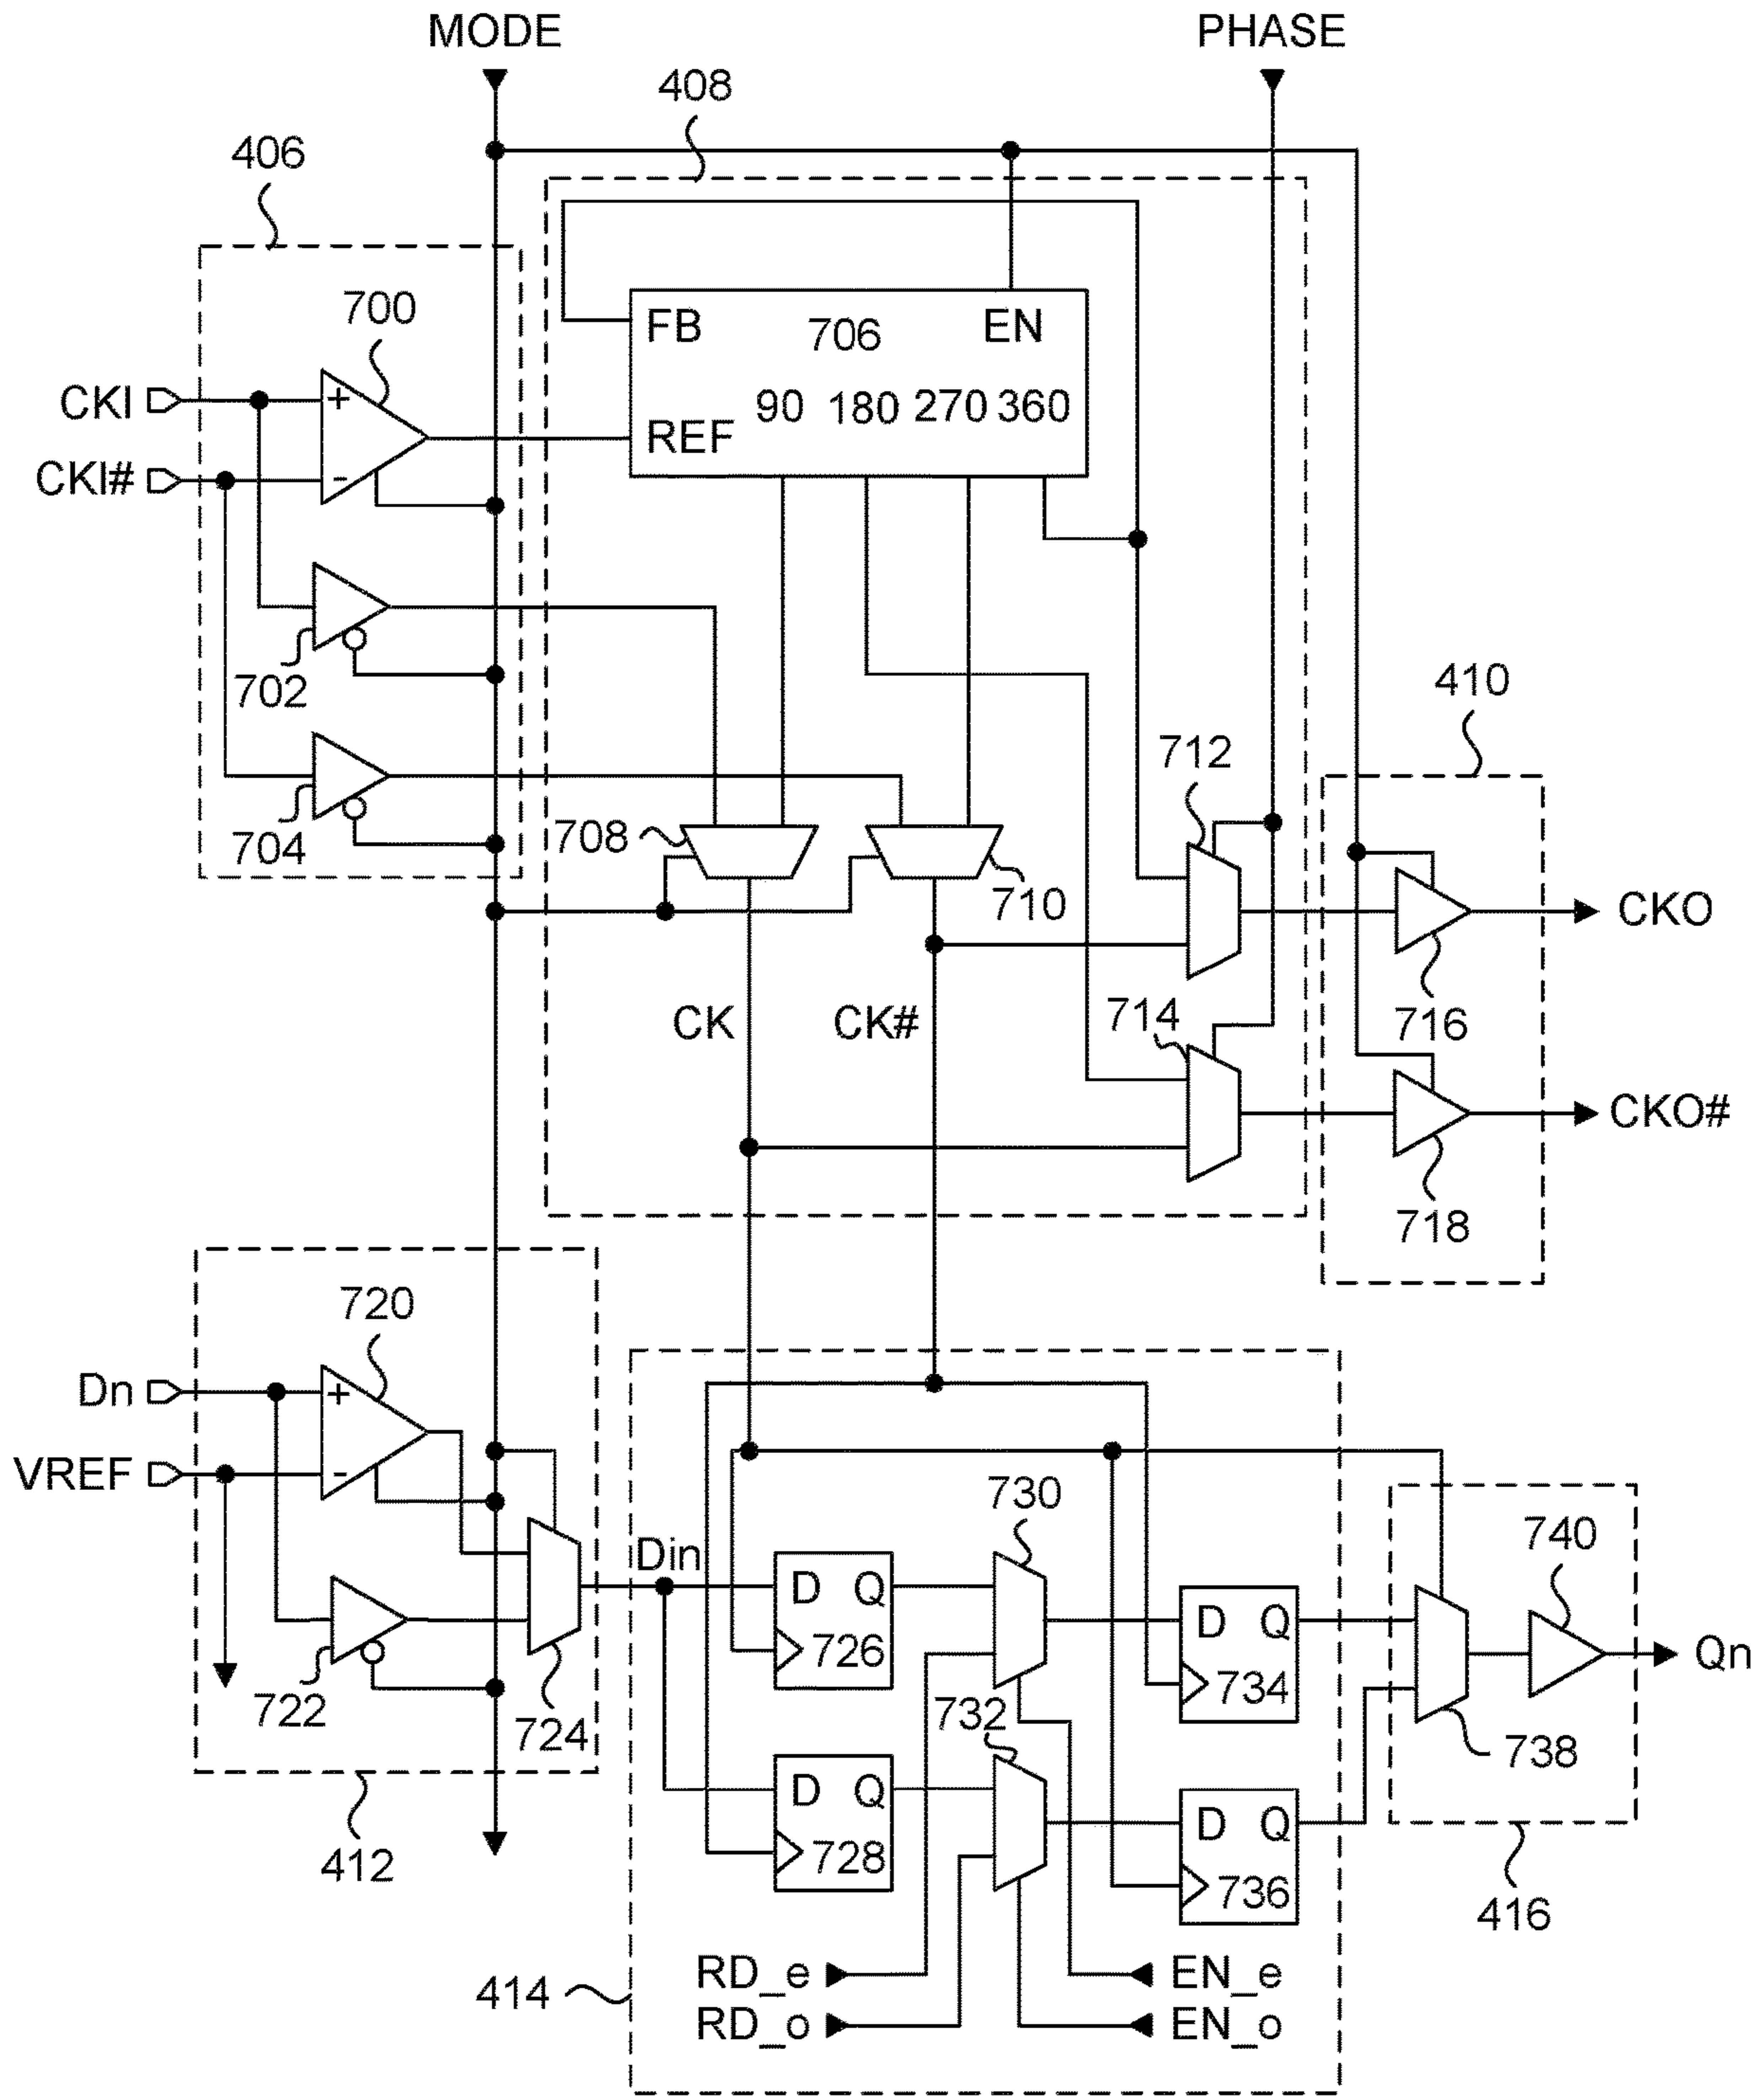 MODE PHASE
408
406
700
FB 706 EN
CKI
90 180 270 360
REF
CKI#
702
410
712
704 708
710 CKO
CK CK# 714 716
CKO#
718
720
Dn
VREF 730 740
Din
D Q
726
D Q
734 Qn
722 724 732
738
D Q
728
D Q
736
412
416
RD_e EN_e
414
RD_o EN_o
+
-
+
-